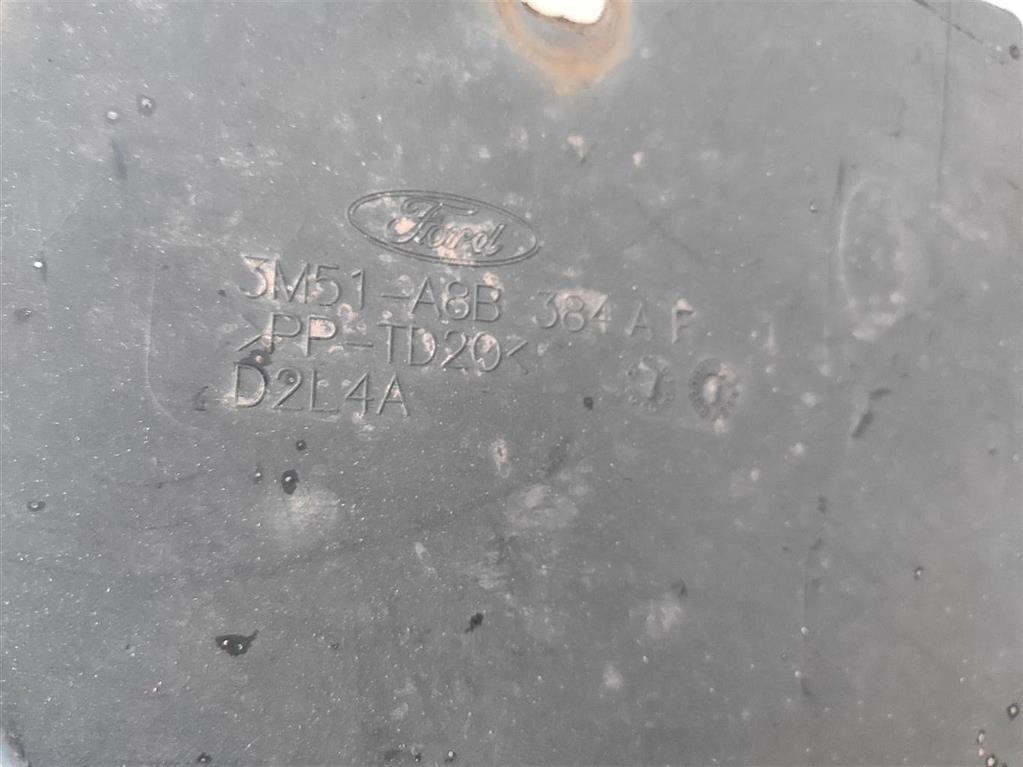 Ford
3M51-A8B 384 A F
>PP-TD20<
D2L4A